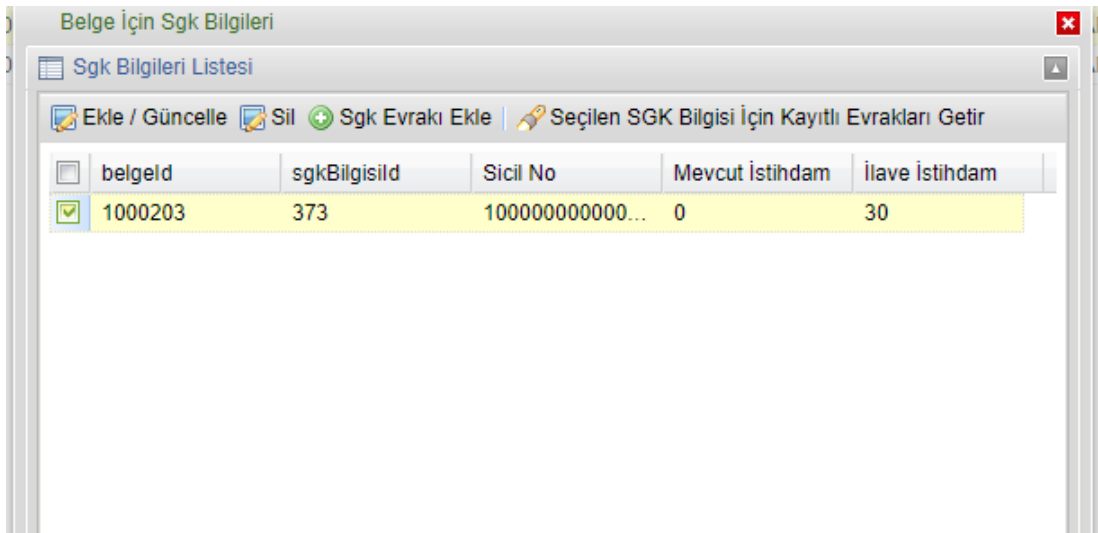 Belge İçin Sgk Bilgileri
Sgk Bilgileri Listesi
Ekle / Güncelle Sil Sgk Evrakı Ekle Seçilen SGK Bilgisi İçin Kayıtlı Evrakları Getir
belgeId sgkBilgisiId Sicil No Mevcut İstihdam İlave İstihdam
1000203 373 100000000000... 0 30